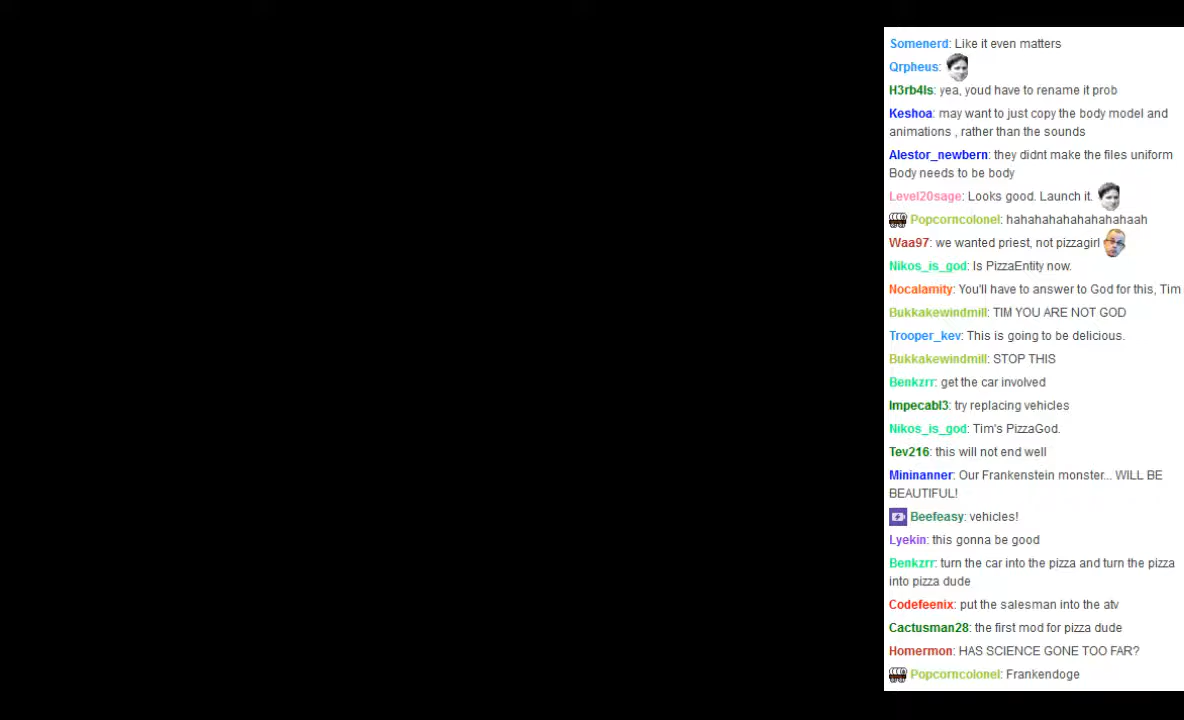 Somenerd: Like it even matters
Qrpheus:
H3rb4ls: yea, youd have to rename it prob
Keshoa: may want to just copy the body model and
animations , rather than the sounds
Alestor_newbern: they didnt make the files uniform
Body needs to be body
Level20sage: Looks good. Launch it.
Popcorncolonel: hahahahahahahahaah
Waa97: we wanted priest, not pizzagirl
Nikos_is_god: Is PizzaEntity now.
Nocalamity: You'll have to answer to God for this, Tim
Bukkakewindmill: TIM YOU ARE NOT GOD
Trooper_kev: This is going to be delicious.
Bukkakewindmill: STOP THIS
Benkzrr: get the car involved
Impecabl3: try replacing vehicles
Nikos_is_god: Tim's PizzaGod.
Tev216: this will not end well
Mininanner: Our Frankenstein monster... WILL BE
BEAUTIFUL!
Beefeasy: vehicles!
Lyekin: this gonna be good
Benkzrr: turn the car into the pizza and turn the pizza
into pizza dude
Codefeenix: put the salesman into the atv
Cactusman28: the first mod for pizza dude
Homermon: HAS SCIENCE GONE TOO FAR?
Popcorncolonel: Frankendoge